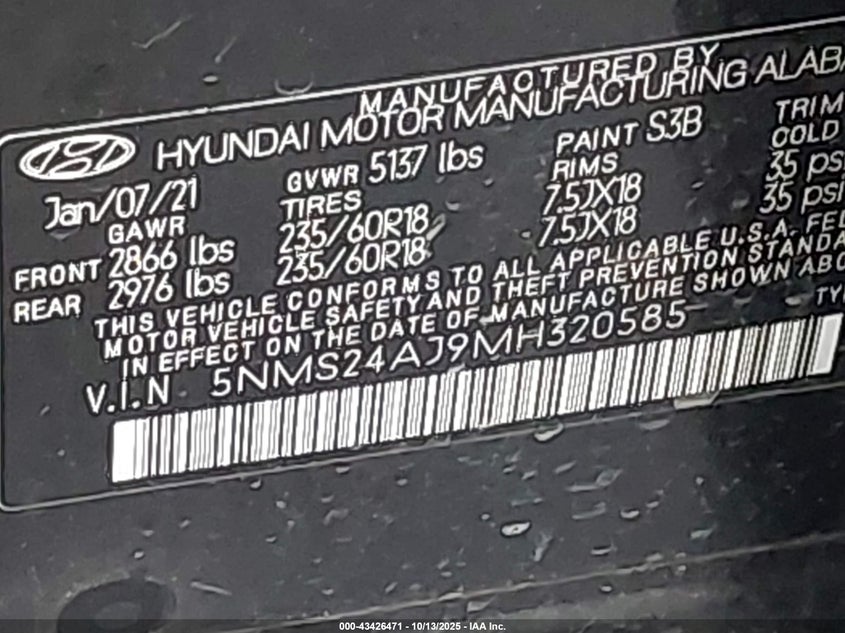 MANUFACTURED BY
HYUNDAI MOTOR MANUFACTURING ALABA
Jan/07/21 GVWR 5137 lbs PAINT S3B TRIM
GAWR TIRES RIMS COLD
FRONT 2866 lbs 235/60R18 7.5JX18 35 psi
REAR 2976 lbs 235/60R18 7.5JX18 35 psi
THIS VEHICLE CONFORMS TO ALL APPLICABLE U.S.A. FED
MOTOR VEHICLE SAFETY AND THEFT PREVENTION STANDA
IN EFFECT ON THE DATE OF MANUFACTURE SHOWN ABO
V.I.N 5NMS24AJ9MH320585 TY
000-43426471 - 10/13/2025 - IAA Inc.